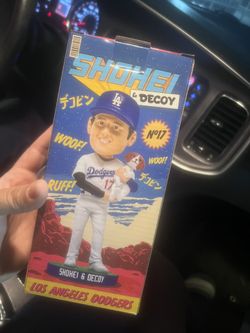 SHOHEI
& DECOY
デコピン
Nº17
WOOF!
WOOF!
デコピン
RUFF!
LA
Dodgers
17
SHOHEI & DECOY
LOS ANGELES DODGERS